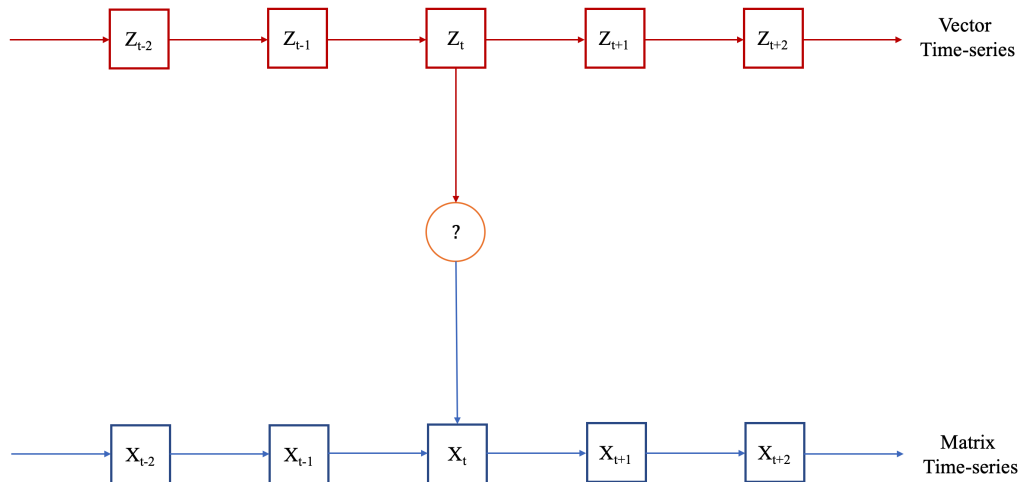 Z_{t-2} Z_{t-1} Z_t Z_{t+1} Z_{t+2} Vector
Time-series
?
X_{t-2} X_{t-1} X_t X_{t+1} X_{t+2} Matrix
Time-series